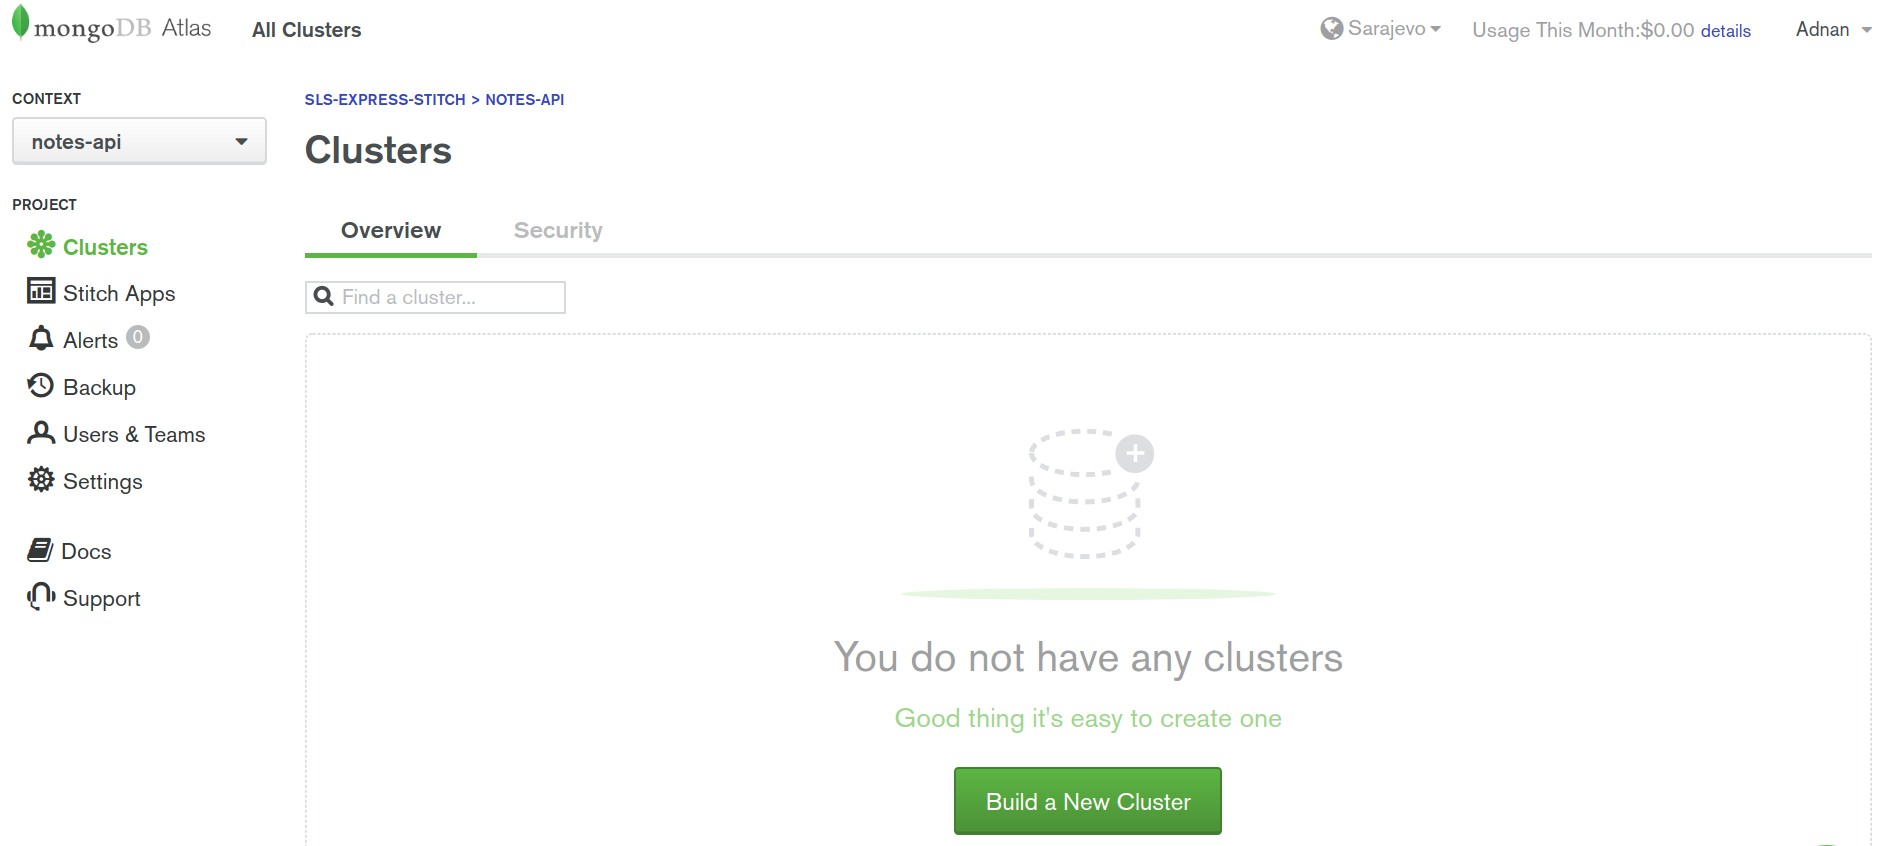 mongoDB Atlas All Clusters Sarajevo Usage This Month:$0.00 details Adnan
CONTEXT
notes-api
PROJECT
Clusters
Stitch Apps
Alerts 0
Backup
Users & Teams
Settings
Docs
Support
SLS-EXPRESS-STITCH > NOTES-API
Clusters
Overview Security
Find a cluster...
You do not have any clusters
Good thing it's easy to create one
Build a New Cluster